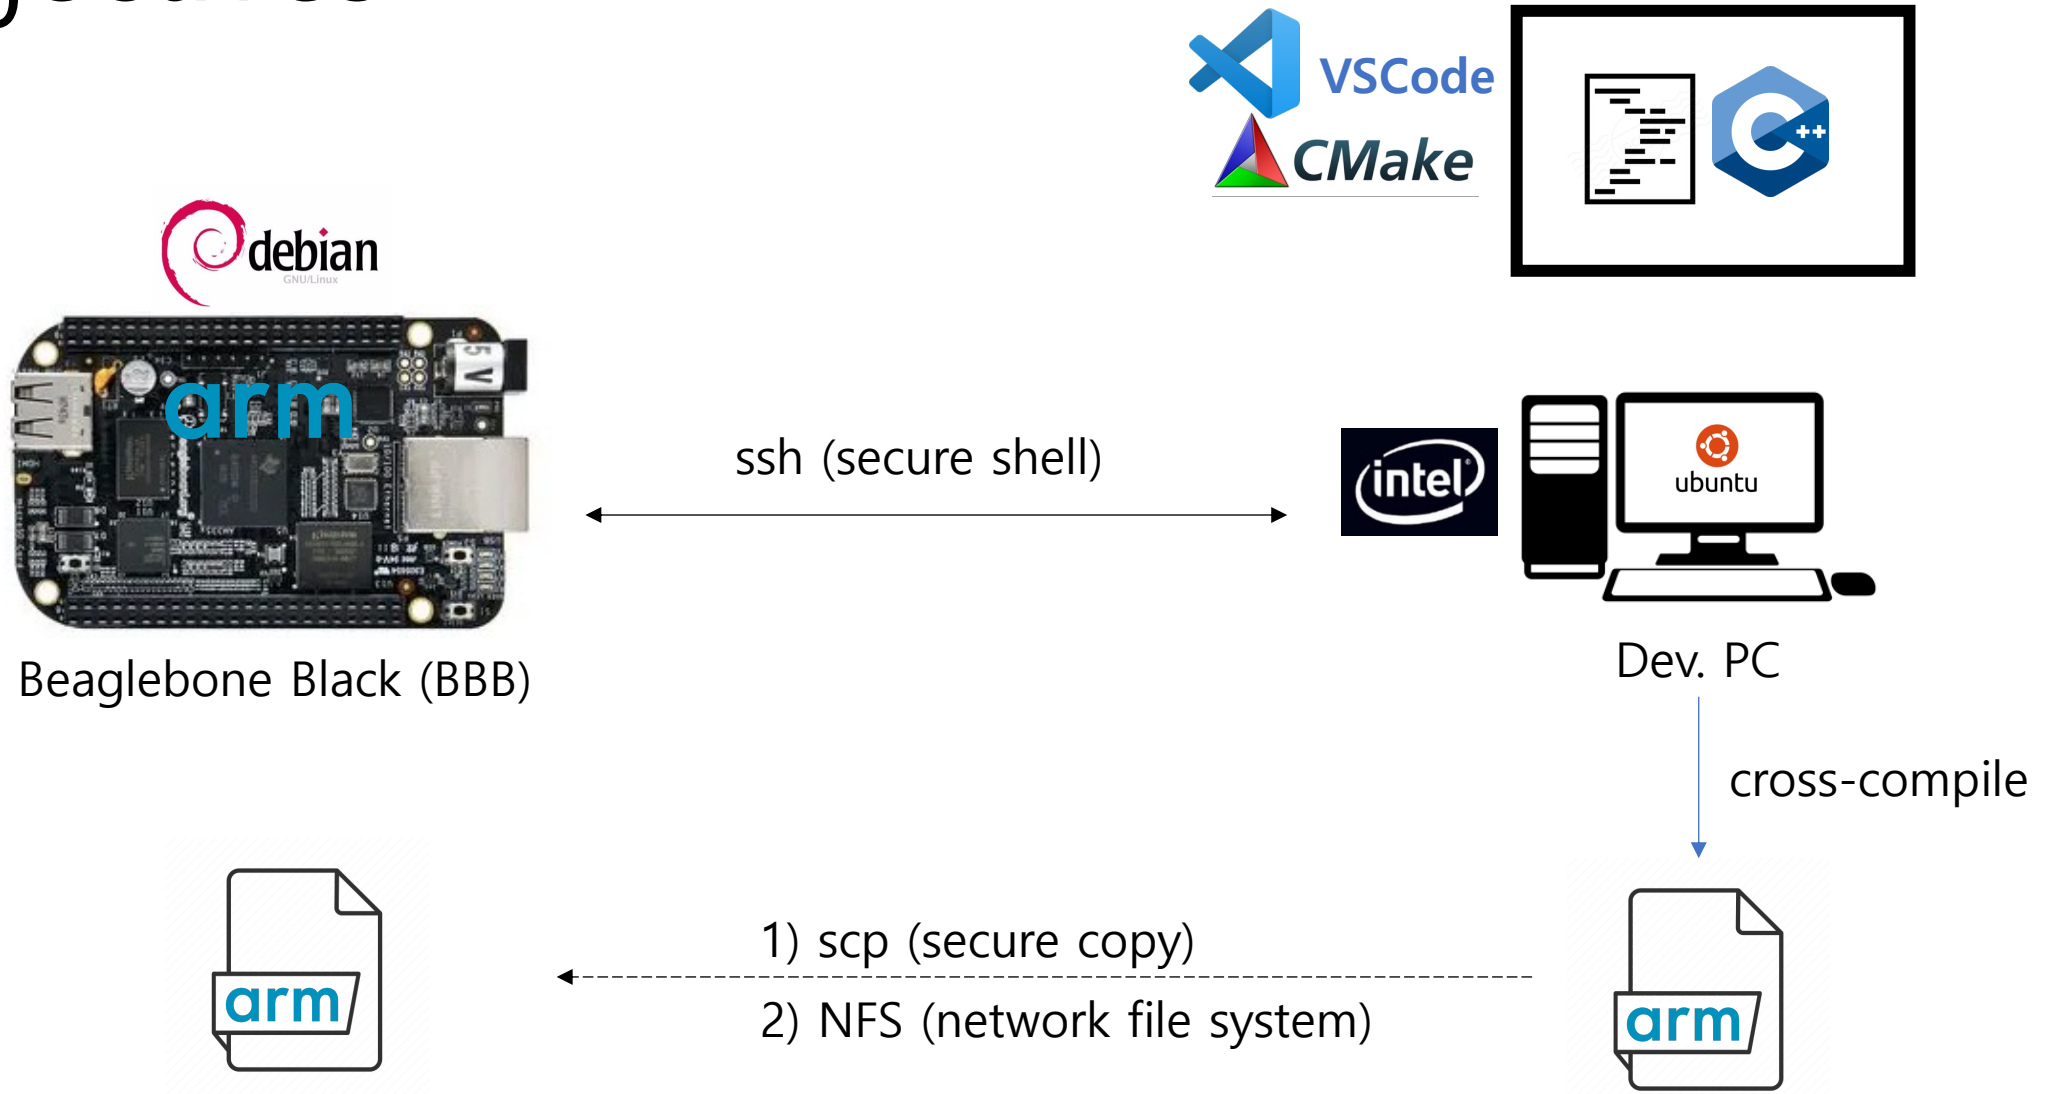 VSCode
CMake
C++
debian
GNU/Linux
5 V
arm
ssh (secure shell)
intel
ubuntu
Beaglebone Black (BBB)
Dev. PC
cross-compile
1) scp (secure copy)
2) NFS (network file system)
arm
arm